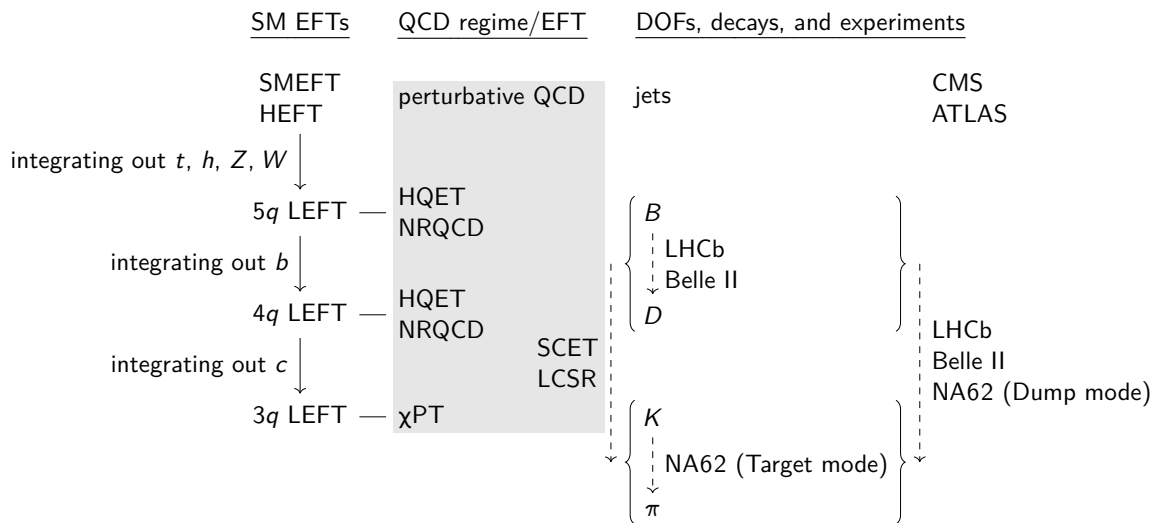 SM EFTs QCD regime/EFT DOFs, decays, and experiments
SMEFT
HEFT
perturbative QCD
jets
CMS
ATLAS
integrating out t, h, Z, W
5q LEFT
HQET
NRQCD
B
LHCb
Belle II
D
integrating out b
4q LEFT
HQET
NRQCD
SCET
LCSR
LHCb
Belle II
NA62 (Dump mode)
integrating out c
3q LEFT
χPT
K
NA62 (Target mode)
π